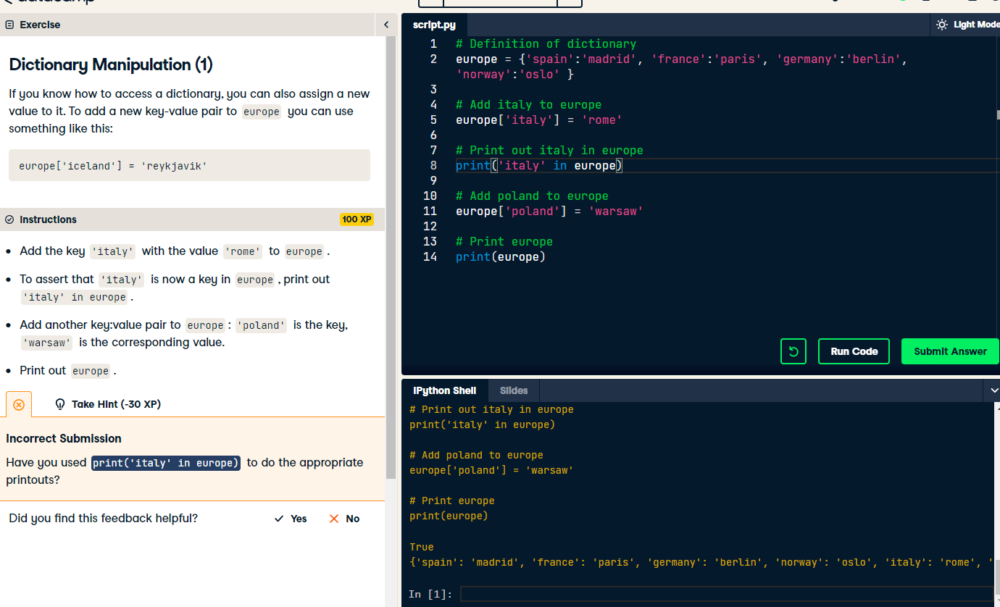 Exercise
Dictionary Manipulation (1)
If you know how to access a dictionary, you can also assign a new
value to it. To add a new key-value pair to europe you can use
something like this:
europe['iceland'] = 'reykjavik'
Instructions
100 XP
Add the key 'italy' with the value 'rome' to europe .
To assert that 'italy' is now a key in europe , print out
'italy' in europe .
Add another key:value pair to europe : 'poland' is the key,
'warsaw' is the corresponding value.
Print out europe .
Take Hint (-30 XP)
Incorrect Submission
Have you used print('italy' in europe) to do the appropriate
printouts?
Did you find this feedback helpful?
Yes
No
script.py
Light Mode
1 # Definition of dictionary
2 europe = {'spain':'madrid', 'france':'paris', 'germany':'berlin',
'norway':'oslo' }
3
4 # Add italy to europe
5 europe['italy'] = 'rome'
6
7 # Print out italy in europe
8 print('italy' in europe)
9
10 # Add poland to europe
11 europe['poland'] = 'warsaw'
12
13 # Print europe
14 print(europe)
Run Code
Submit Answer
IPython Shell
Slides
# Print out italy in europe
print('italy' in europe)
# Add poland to europe
europe['poland'] = 'warsaw'
# Print europe
print(europe)
True
{'spain': 'madrid', 'france': 'paris', 'germany': 'berlin', 'norway': 'oslo', 'italy': 'rome', '
In [1]: